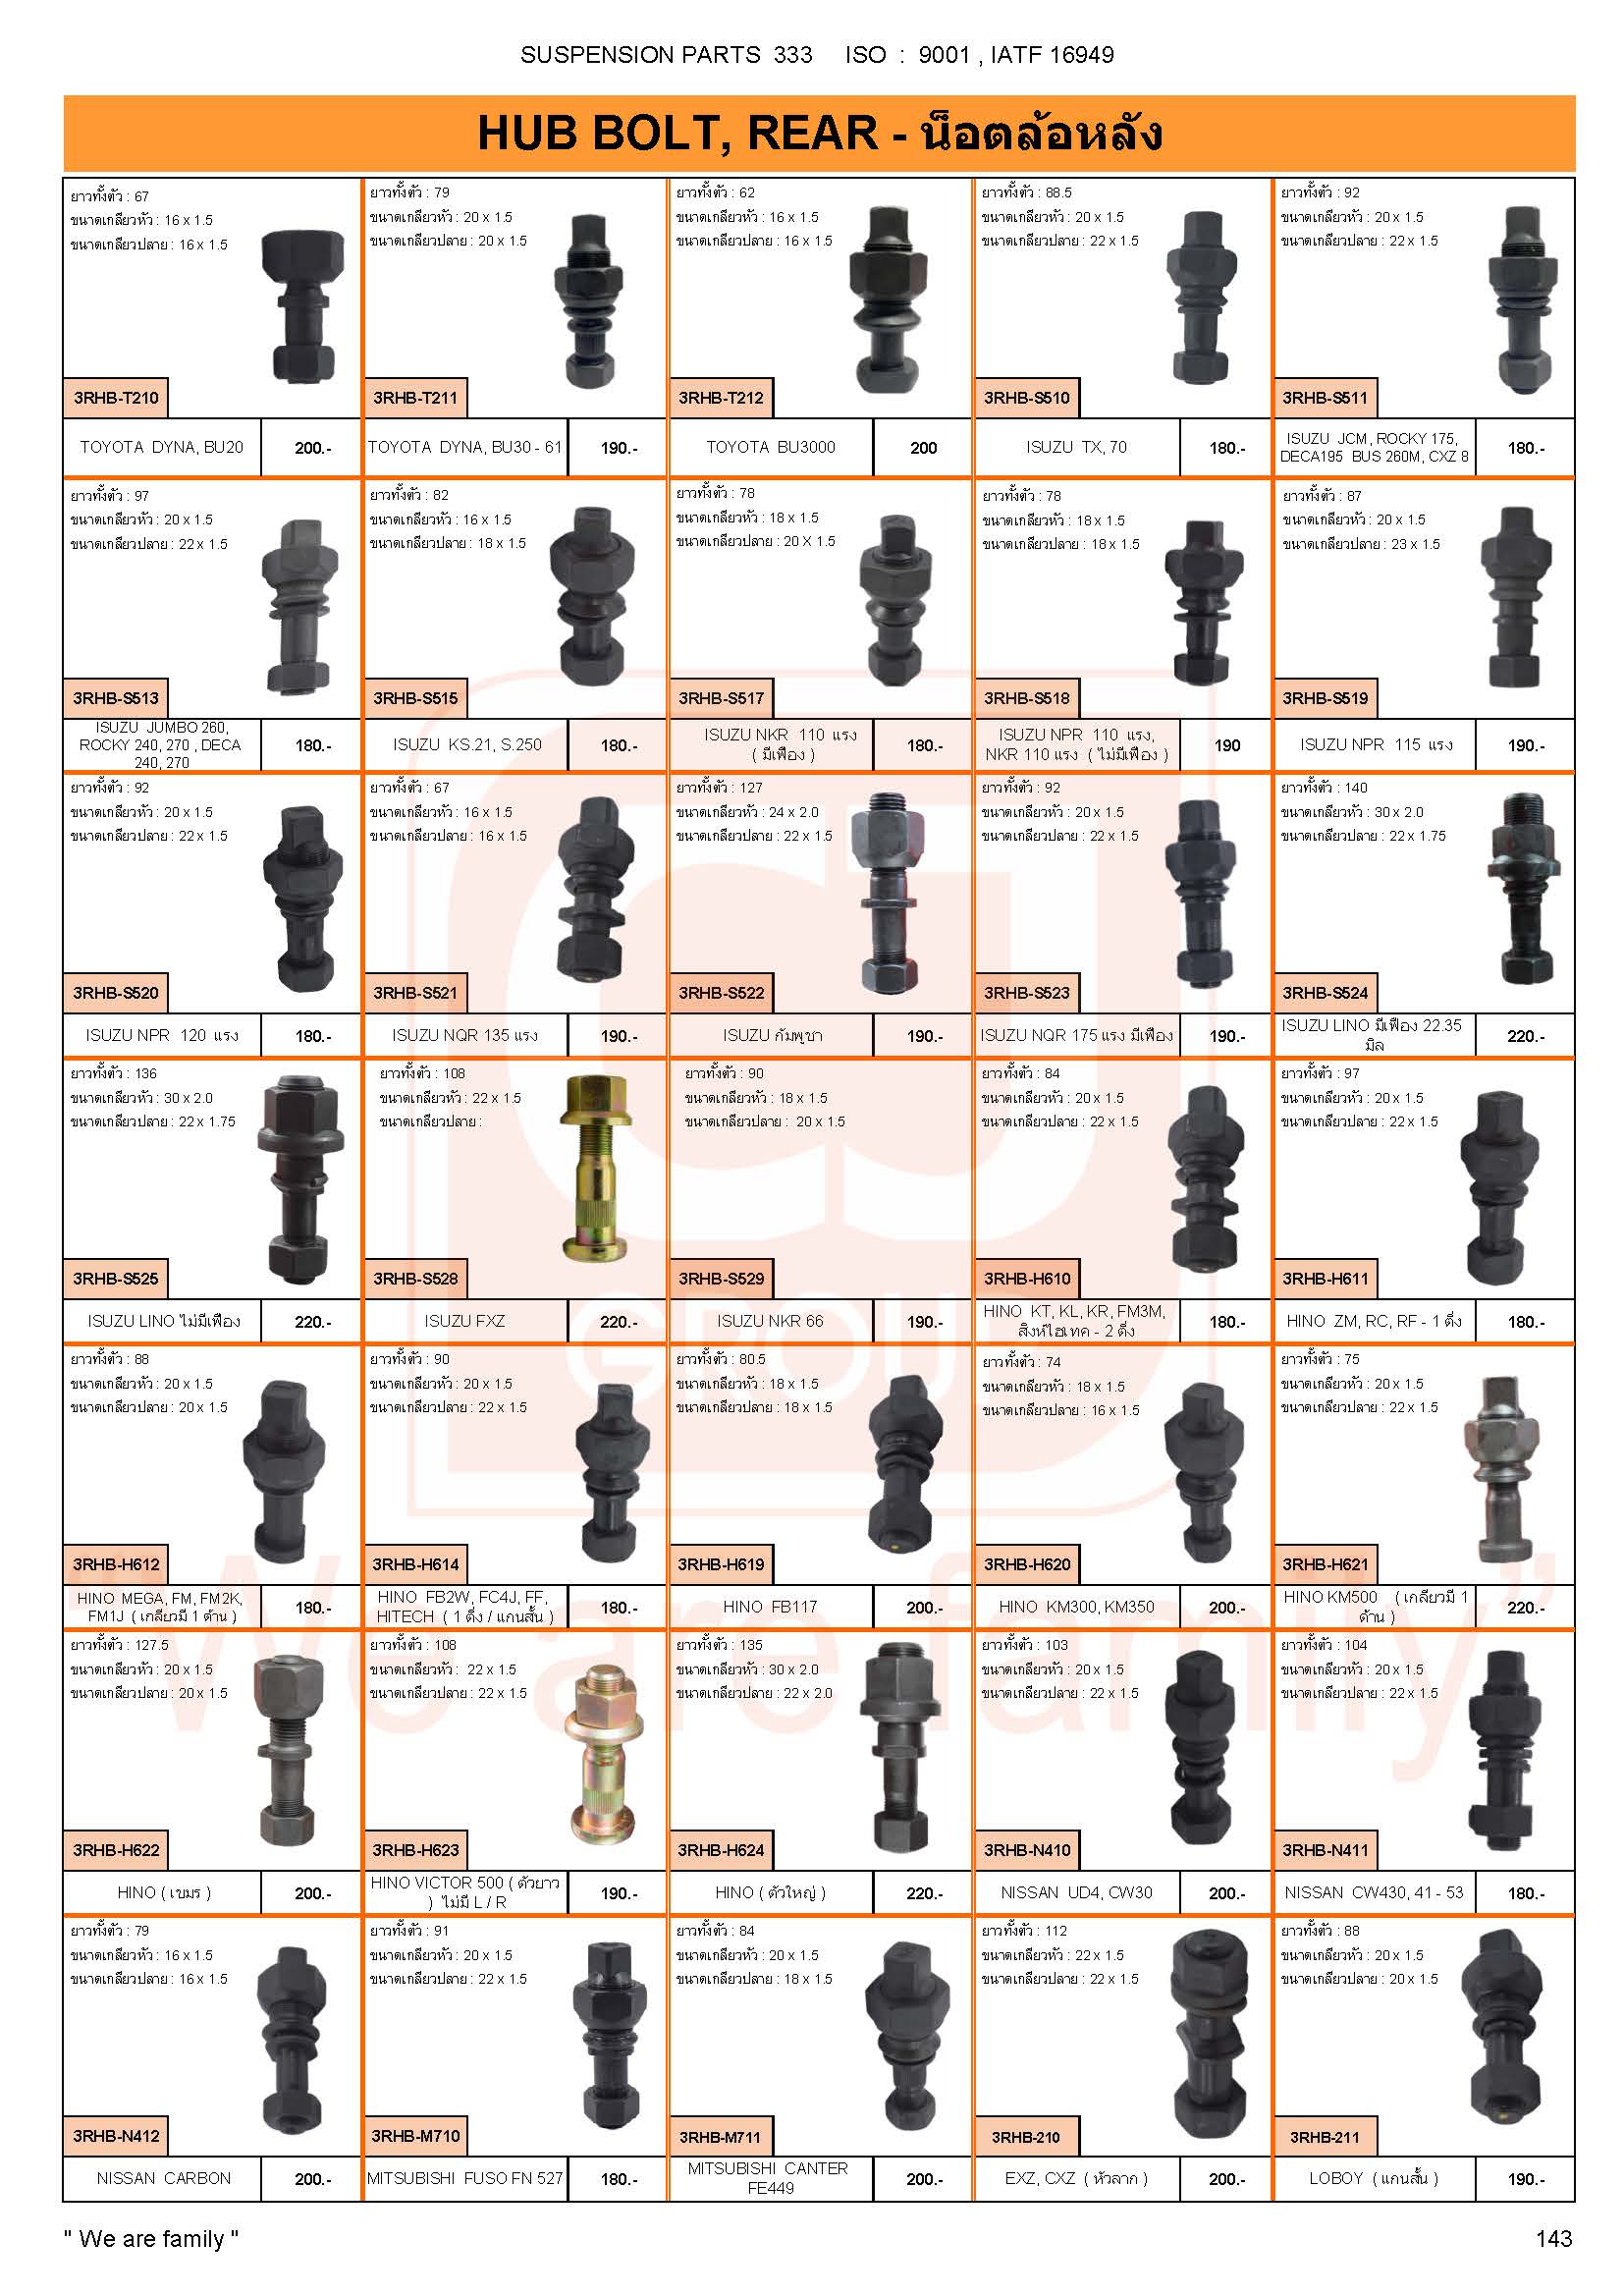 SUSPENSION PARTS 333 ISO : 9001 , IATF 16949
HUB BOLT, REAR - น็อตล้อหลัง
ยาวทั้งตัว : 67
ขนาดเกลียวหัว : 16 x 1.5
ขนาดเกลียวปลาย : 16 x 1.5
3RHB-T210
TOYOTA DYNA, BU20
200.-
ยาวทั้งตัว : 79
ขนาดเกลียวหัว : 20 x 1.5
ขนาดเกลียวปลาย : 20 x 1.5
3RHB-T211
TOYOTA DYNA, BU30 - 61
190.-
ยาวทั้งตัว : 62
ขนาดเกลียวหัว : 16 x 1.5
ขนาดเกลียวปลาย : 16 x 1.5
3RHB-T212
TOYOTA BU3000
200
ยาวทั้งตัว : 88.5
ขนาดเกลียวหัว : 20 x 1.5
ขนาดเกลียวปลาย : 22 x 1.5
3RHB-S510
ISUZU TX, 70
180.-
ยาวทั้งตัว : 92
ขนาดเกลียวหัว : 20 x 1.5
ขนาดเกลียวปลาย : 22 x 1.5
3RHB-S511
ISUZU JCM, ROCKY 175,
DECA195 BUS 260M, CXZ 8
180.-
ยาวทั้งตัว : 97
ขนาดเกลียวหัว : 20 x 1.5
ขนาดเกลียวปลาย : 22 x 1.5
3RHB-S513
ISUZU JUMBO 260,
ROCKY 240, 270 , DECA
240, 270
180.-
ยาวทั้งตัว : 82
ขนาดเกลียวหัว : 16 x 1.5
ขนาดเกลียวปลาย : 18 x 1.5
3RHB-S515
ISUZU KS.21, S.250
180.-
ยาวทั้งตัว : 78
ขนาดเกลียวหัว : 18 x 1.5
ขนาดเกลียวปลาย : 20 X 1.5
3RHB-S517
ISUZU NKR 110 แรง
( มีเฟือง )
180.-
ยาวทั้งตัว : 78
ขนาดเกลียวหัว : 18 x 1.5
ขนาดเกลียวปลาย : 18 x 1.5
3RHB-S518
ISUZU NPR 110 แรง,
NKR 110 แรง ( ไม่มีเฟือง )
190
ยาวทั้งตัว : 87
ขนาดเกลียวหัว : 20 x 1.5
ขนาดเกลียวปลาย : 23 x 1.5
3RHB-S519
ISUZU NPR 115 แรง
190.-
ยาวทั้งตัว : 92
ขนาดเกลียวหัว : 20 x 1.5
ขนาดเกลียวปลาย : 22 x 1.5
3RHB-S520
ISUZU NPR 120 แรง
180.-
ยาวทั้งตัว : 67
ขนาดเกลียวหัว : 16 x 1.5
ขนาดเกลียวปลาย : 16 x 1.5
3RHB-S521
ISUZU NQR 135 แรง
190.-
ยาวทั้งตัว : 127
ขนาดเกลียวหัว : 24 x 2.0
ขนาดเกลียวปลาย : 22 x 1.5
3RHB-S522
ISUZU กัมพูชา
190.-
ยาวทั้งตัว : 92
ขนาดเกลียวหัว : 20 x 1.5
ขนาดเกลียวปลาย : 22 x 1.5
3RHB-S523
ISUZU NQR 175 แรง มีเฟือง
190.-
ยาวทั้งตัว : 140
ขนาดเกลียวหัว : 30 x 2.0
ขนาดเกลียวปลาย : 22 x 1.75
3RHB-S524
ISUZU LINO มีเฟือง 22.35
มิล
220.-
ยาวทั้งตัว : 136
ขนาดเกลียวหัว : 30 x 2.0
ขนาดเกลียวปลาย : 22 x 1.75
3RHB-S525
ISUZU LINO ไม่มีเฟือง
220.-
ยาวทั้งตัว : 108
ขนาดเกลียวหัว : 22 x 1.5
ขนาดเกลียวปลาย :
3RHB-S528
ISUZU FXZ
220.-
ยาวทั้งตัว : 90
ขนาดเกลียวหัว : 18 x 1.5
ขนาดเกลียวปลาย : 20 x 1.5
3RHB-S529
ISUZU NKR 66
190.-
ยาวทั้งตัว : 84
ขนาดเกลียวหัว : 20 x 1.5
ขนาดเกลียวปลาย : 22 x 1.5
3RHB-H610
HINO KT, KL, KR, FM3M,
สิงห์ไฮเทค - 2 ดิ่ง
180.-
ยาวทั้งตัว : 97
ขนาดเกลียวหัว : 20 x 1.5
ขนาดเกลียวปลาย : 22 x 1.5
3RHB-H611
HINO ZM, RC, RF - 1 ดิ่ง
180.-
ยาวทั้งตัว : 88
ขนาดเกลียวหัว : 20 x 1.5
ขนาดเกลียวปลาย : 20 x 1.5
3RHB-H612
HINO MEGA, FM, FM2K,
FM1J ( เกลียวมี 1 ด้าน )
180.-
ยาวทั้งตัว : 90
ขนาดเกลียวหัว : 20 x 1.5
ขนาดเกลียวปลาย : 22 x 1.5
3RHB-H614
HINO FB2W, FC4J, FF,
HITECH ( 1 ดิ่ง / แกนสั้น )
180.-
ยาวทั้งตัว : 80.5
ขนาดเกลียวหัว : 18 x 1.5
ขนาดเกลียวปลาย : 18 x 1.5
3RHB-H619
HINO FB117
200.-
ยาวทั้งตัว : 74
ขนาดเกลียวหัว : 18 x 1.5
ขนาดเกลียวปลาย : 16 x 1.5
3RHB-H620
HINO KM300, KM350
200.-
ยาวทั้งตัว : 75
ขนาดเกลียวหัว : 20 x 1.5
ขนาดเกลียวปลาย : 22 x 1.5
3RHB-H621
HINO KM500 ( เกลียวมี 1
ด้าน )
220.-
ยาวทั้งตัว : 127.5
ขนาดเกลียวหัว : 20 x 1.5
ขนาดเกลียวปลาย : 20 x 1.5
3RHB-H622
HINO ( เขมร )
200.-
ยาวทั้งตัว : 108
ขนาดเกลียวหัว : 22 x 1.5
ขนาดเกลียวปลาย : 22 x 1.5
3RHB-H623
HINO VICTOR 500 ( ตัวยาว
) ไม่มี L / R
190.-
ยาวทั้งตัว : 135
ขนาดเกลียวหัว : 30 x 2.0
ขนาดเกลียวปลาย : 22 x 2.0
3RHB-H624
HINO ( ตัวใหญ่ )
220.-
ยาวทั้งตัว : 103
ขนาดเกลียวหัว : 20 x 1.5
ขนาดเกลียวปลาย : 22 x 1.5
3RHB-N410
NISSAN UD4, CW30
200.-
ยาวทั้งตัว : 104
ขนาดเกลียวหัว : 20 x 1.5
ขนาดเกลียวปลาย : 22 x 1.5
3RHB-N411
NISSAN CW430, 41 - 53
180.-
ยาวทั้งตัว : 79
ขนาดเกลียวหัว : 16 x 1.5
ขนาดเกลียวปลาย : 16 x 1.5
3RHB-N412
NISSAN CARBON
200.-
ยาวทั้งตัว : 91
ขนาดเกลียวหัว : 20 x 1.5
ขนาดเกลียวปลาย : 22 x 1.5
3RHB-M710
MITSUBISHI FUSO FN 527
180.-
ยาวทั้งตัว : 84
ขนาดเกลียวหัว : 20 x 1.5
ขนาดเกลียวปลาย : 18 x 1.5
3RHB-M711
MITSUBISHI CANTER
FE449
200.-
ยาวทั้งตัว : 112
ขนาดเกลียวหัว : 22 x 1.5
ขนาดเกลียวปลาย : 22 x 1.5
3RHB-210
EXZ, CXZ ( หัวลาก )
200.-
ยาวทั้งตัว : 88
ขนาดเกลียวหัว : 20 x 1.5
ขนาดเกลียวปลาย : 20 x 1.5
3RHB-211
LOBOY ( แกนสั้น )
190.-
CJ
GROUP
"We are family"
" We are family "
143